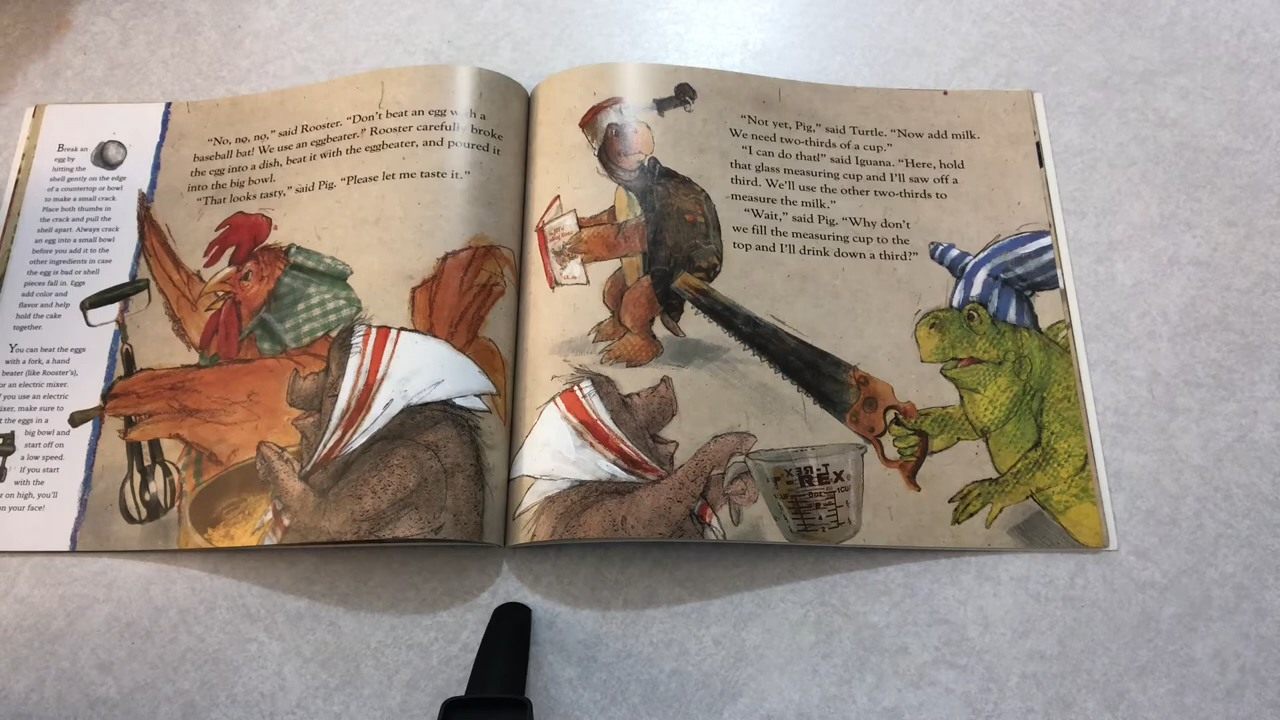 Break an
egg by
hitting the
shell gently on the edge
of a countertop or bowl
to make a small crack.
Place both thumbs in
the crack and pull the
shell apart. Always crack
an egg into a small bowl
before you add it to the
other ingredients in case
the egg is bad or shell
pieces fall in. Eggs
add color and
flavor and help
hold the cake
together.
You can beat the eggs
with a fork, a hand
beater (like Rooster's),
or an electric mixer.
you use an electric
make sure to
the eggs in a
big bowl and
start off on
a low speed.
If you start
with the
on high, you'll
your face!
"No, no, no," said Rooster. "Don't beat an egg with a
baseball bat! We use an eggbeater." Rooster carefully broke
the egg into a dish, beat it with the eggbeater, and poured it
into the big bowl.
"That looks tasty," said Pig. "Please let me taste it."
"Not yet, Pig," said Turtle. "Now add milk.
We need two-thirds of a cup."
"I can do that!" said Iguana. "Here, hold
that glass measuring cup and I'll saw off a
third. We'll use the other two-thirds to
measure the milk."
"Wait," said Pig. "Why don't
we fill the measuring cup to the
top and I'll drink down a third?"
T-REX
1CUP